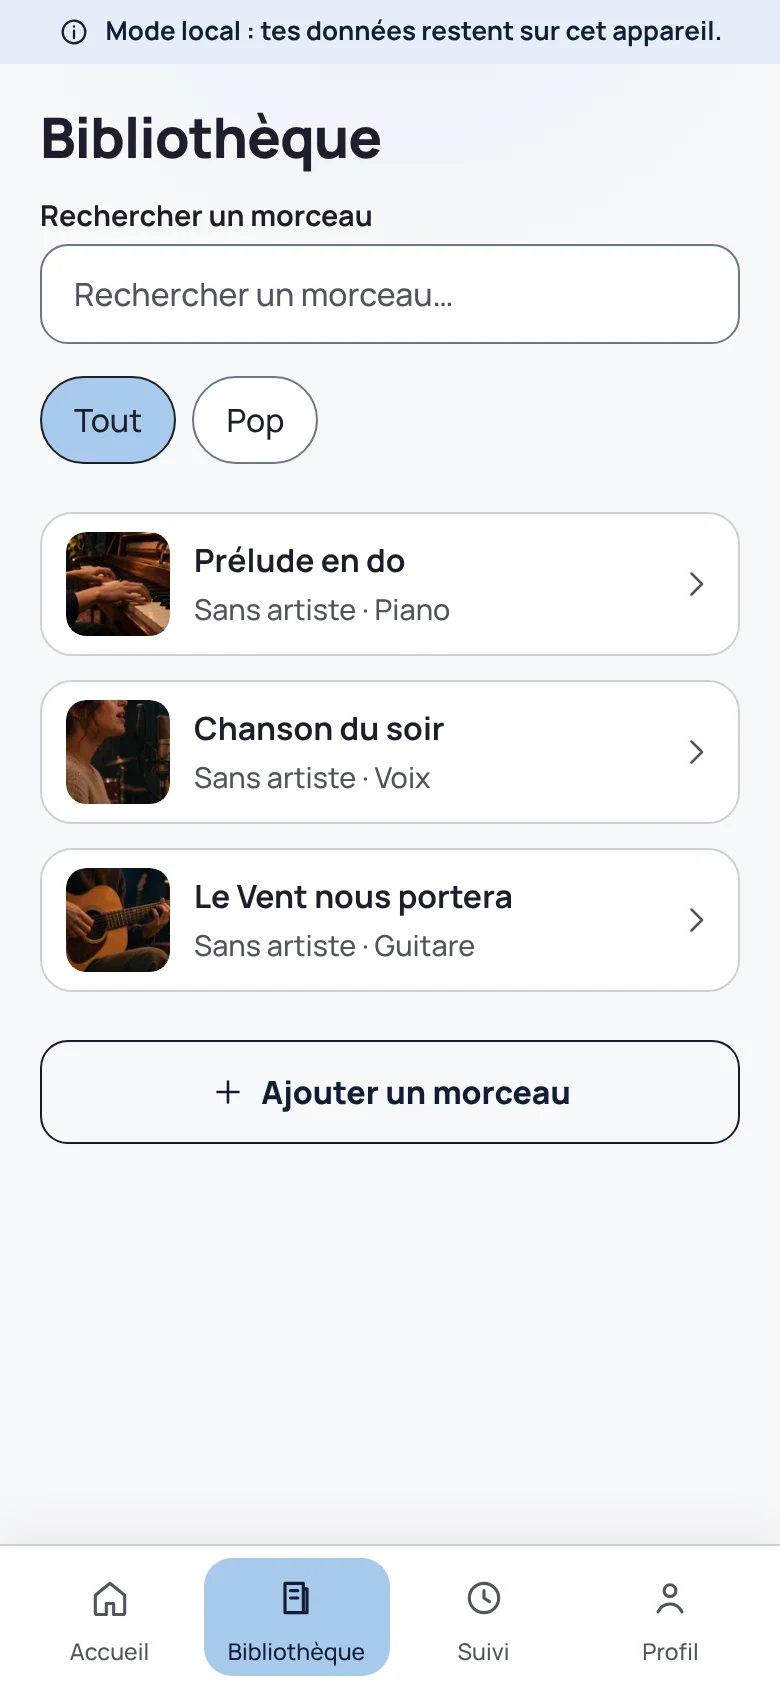 Mode local : tes données restent sur cet appareil.
Bibliothèque
Rechercher un morceau
Rechercher un morceau…
Tout
Pop
Prélude en do
Sans artiste · Piano
Chanson du soir
Sans artiste · Voix
Le Vent nous portera
Sans artiste · Guitare
Ajouter un morceau
Accueil
Bibliothèque
Suivi
Profil